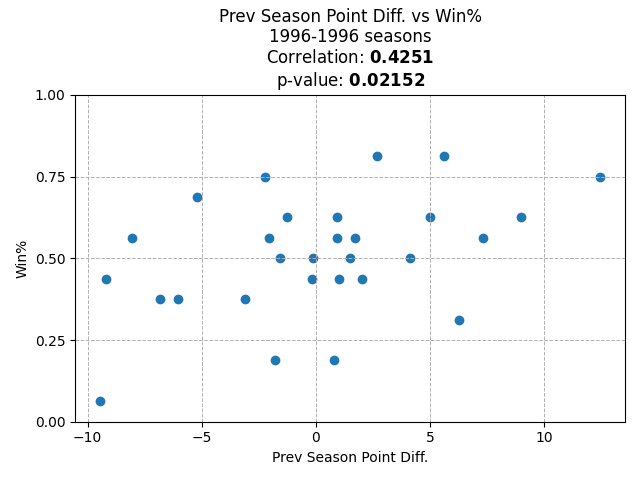 Prev Season Point Diff. vs Win%
1996-1996 seasons
Correlation: 0.4251
p-value: 0.02152
1.00
0.75
0.50
0.25
0.00
Win%
−10
−5
0
5
10
Prev Season Point Diff.